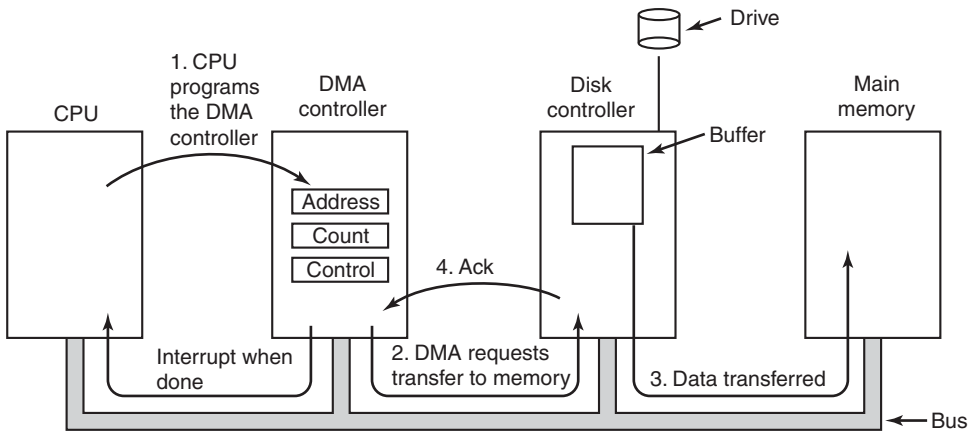 Drive
1. CPU
programs
the DMA
controller
CPU
DMA
controller
Disk
controller
Main
memory
Buffer
Address
Count
Control
4. Ack
Interrupt when
done
2. DMA requests
transfer to memory
3. Data transferred
Bus